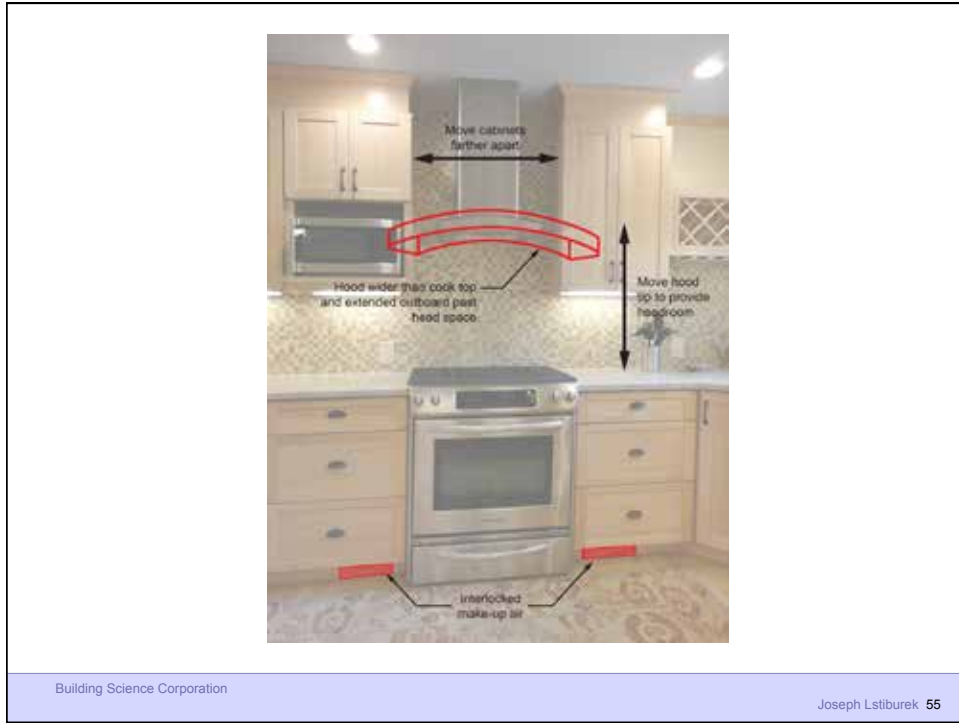 Move cabinets
farther apart
Hood wider than cook top
and extended outboard past
head space
Move hood
up to provide
headroom
Interlocked
make-up air
Building Science Corporation
Joseph Lstiburek 55